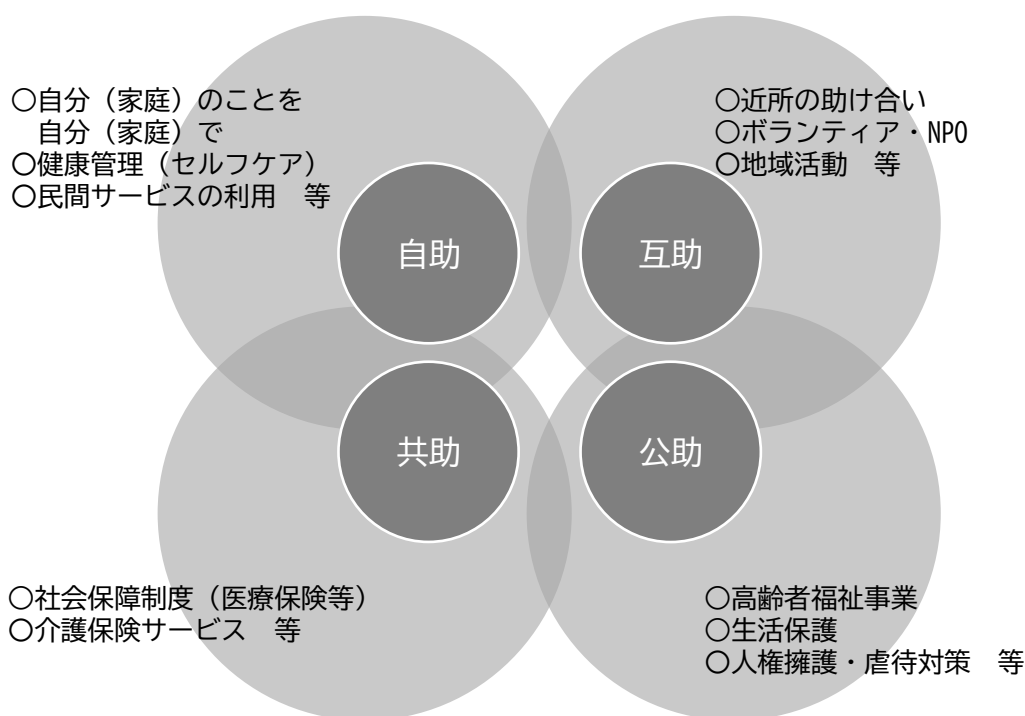 ○自分（家庭）のことを
　自分（家庭）で
○健康管理（セルフケア）
○民間サービスの利用　等
○近所の助け合い
○ボランティア・NPO
○地域活動　等
自助
互助
共助
公助
○社会保障制度（医療保険等）
○介護保険サービス　等
○高齢者福祉事業
○生活保護
○人権擁護・虐待対策　等